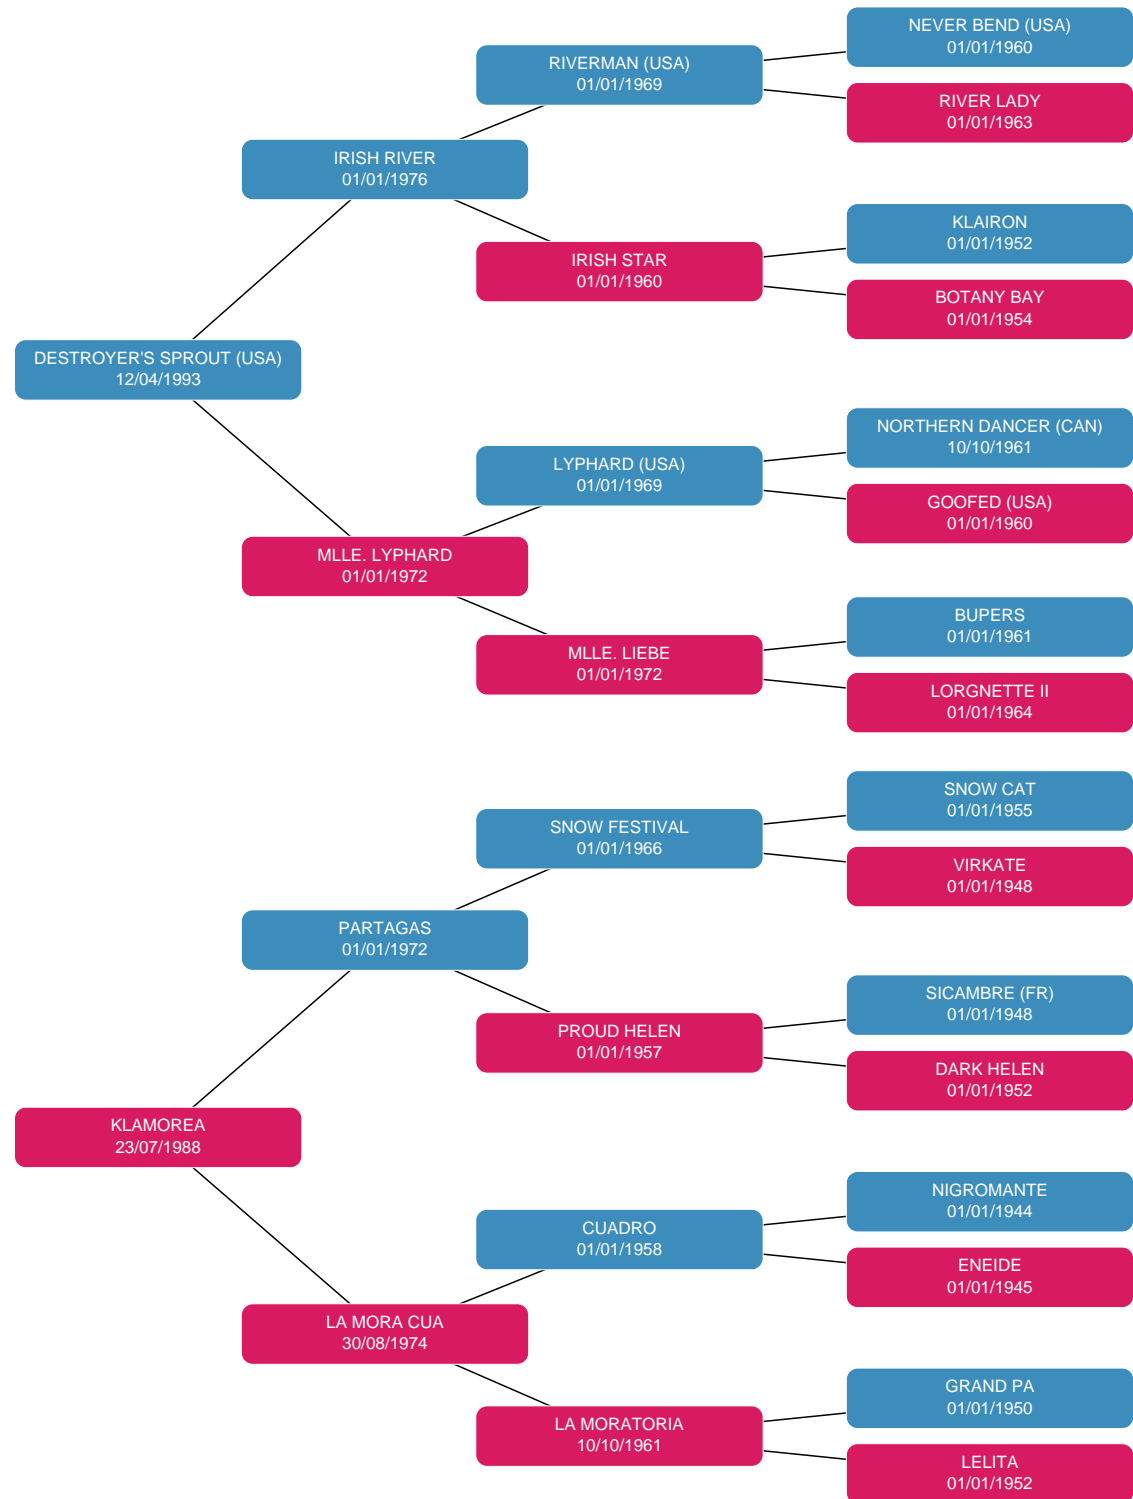 NEVER BEND (USA)
01/01/1960
RIVERMAN (USA)
01/01/1969
RIVER LADY
01/01/1963
IRISH RIVER
01/01/1976
KLAIRON
01/01/1952
IRISH STAR
01/01/1960
BOTANY BAY
01/01/1954
DESTROYER'S SPROUT (USA)
12/04/1993
NORTHERN DANCER (CAN)
10/10/1961
LYPHARD (USA)
01/01/1969
GOOFED (USA)
01/01/1960
MLLE. LYPHARD
01/01/1972
BUPERS
01/01/1961
MLLE. LIEBE
01/01/1972
LORGNETTE II
01/01/1964
SNOW CAT
01/01/1955
SNOW FESTIVAL
01/01/1966
VIRKATE
01/01/1948
PARTAGAS
01/01/1972
SICAMBRE (FR)
01/01/1948
PROUD HELEN
01/01/1957
DARK HELEN
01/01/1952
KLAMOREA
23/07/1988
NIGROMANTE
01/01/1944
CUADRO
01/01/1958
ENEIDE
01/01/1945
LA MORA CUA
30/08/1974
GRAND PA
01/01/1950
LA MORATORIA
10/10/1961
LELITA
01/01/1952